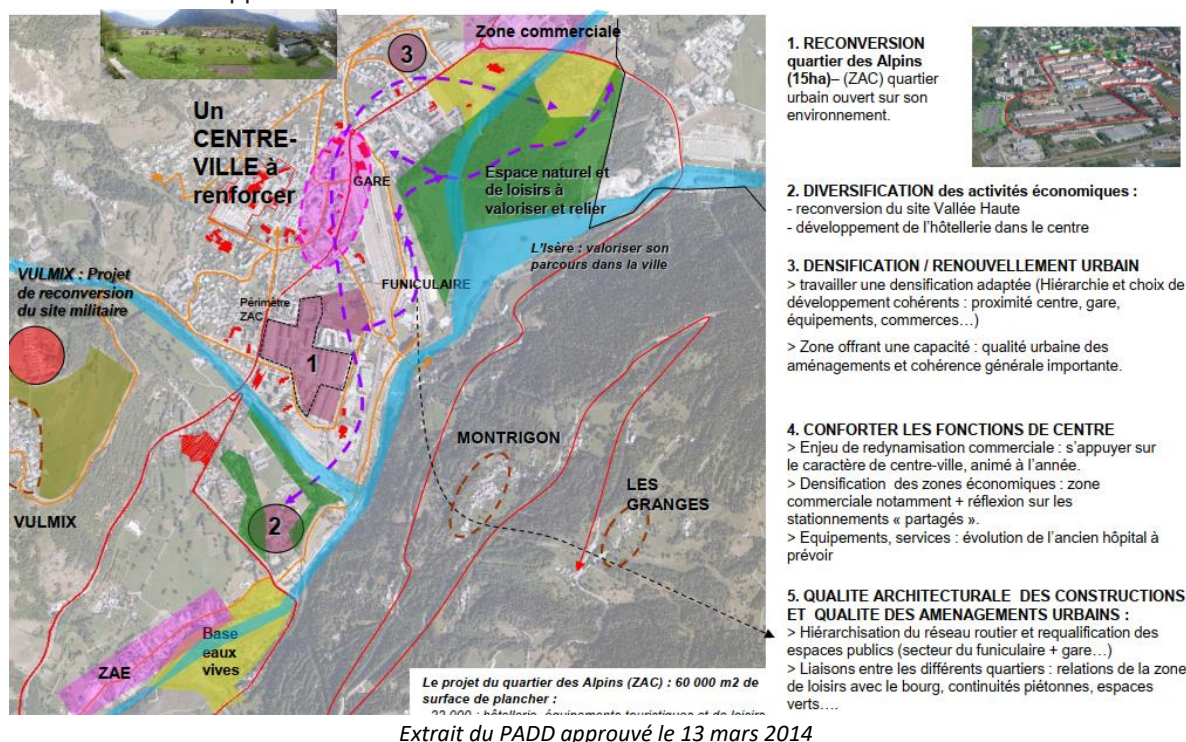 Zone commerciale
3
Un
CENTRE-
VILLE à
renforcer
GARE
Espace naturel et
de loisirs à
valoriser et relier
L'Isère : valoriser son
parcours dans la ville
VULMIX : Projet
de reconversion
du site militaire
Périmètre
ZAC
FUNICULAIRE
1
MONTRIGON
LES
GRANGES
VULMIX
2
Base
eaux
vives
ZAE
Le projet du quartier des Alpins (ZAC) : 60 000 m2 de
surface de plancher :
1. RECONVERSION
quartier des Alpins
(15ha)– (ZAC) quartier
urbain ouvert sur son
environnement.
2. DIVERSIFICATION des activités économiques :
- reconversion du site Vallée Haute
- développement de l'hôtellerie dans le centre
3. DENSIFICATION / RENOUVELLEMENT URBAIN
> travailler une densification adaptée (Hiérarchie et choix de
développement cohérents : proximité centre, gare,
équipements, commerces…)
> Zone offrant une capacité : qualité urbaine des
aménagements et cohérence générale importante.
4. CONFORTER LES FONCTIONS DE CENTRE
> Enjeu de redynamisation commerciale : s'appuyer sur
le caractère de centre-ville, animé à l'année.
> Densification des zones économiques : zone
commerciale notamment + réflexion sur les
stationnements « partagés ».
> Equipements, services : évolution de l'ancien hôpital à
prévoir
5. QUALITE ARCHITECTURALE DES CONSTRUCTIONS
ET QUALITE DES AMENAGEMENTS URBAINS :
> Hiérarchisation du réseau routier et requalification des
espaces publics (secteur du funiculaire + gare…)
> Liaisons entre les différents quartiers : relations de la zone
de loisirs avec le bourg, continuités piétonnes, espaces
verts….
Extrait du PADD approuvé le 13 mars 2014